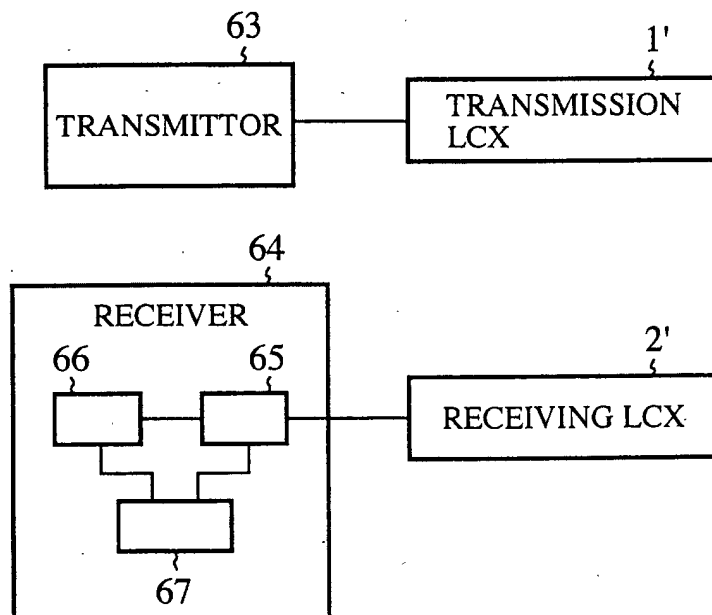 63
TRANSMITTOR
1'
TRANSMISSION
LCX
64
RECEIVER
66
65
67
2'
RECEIVING LCX